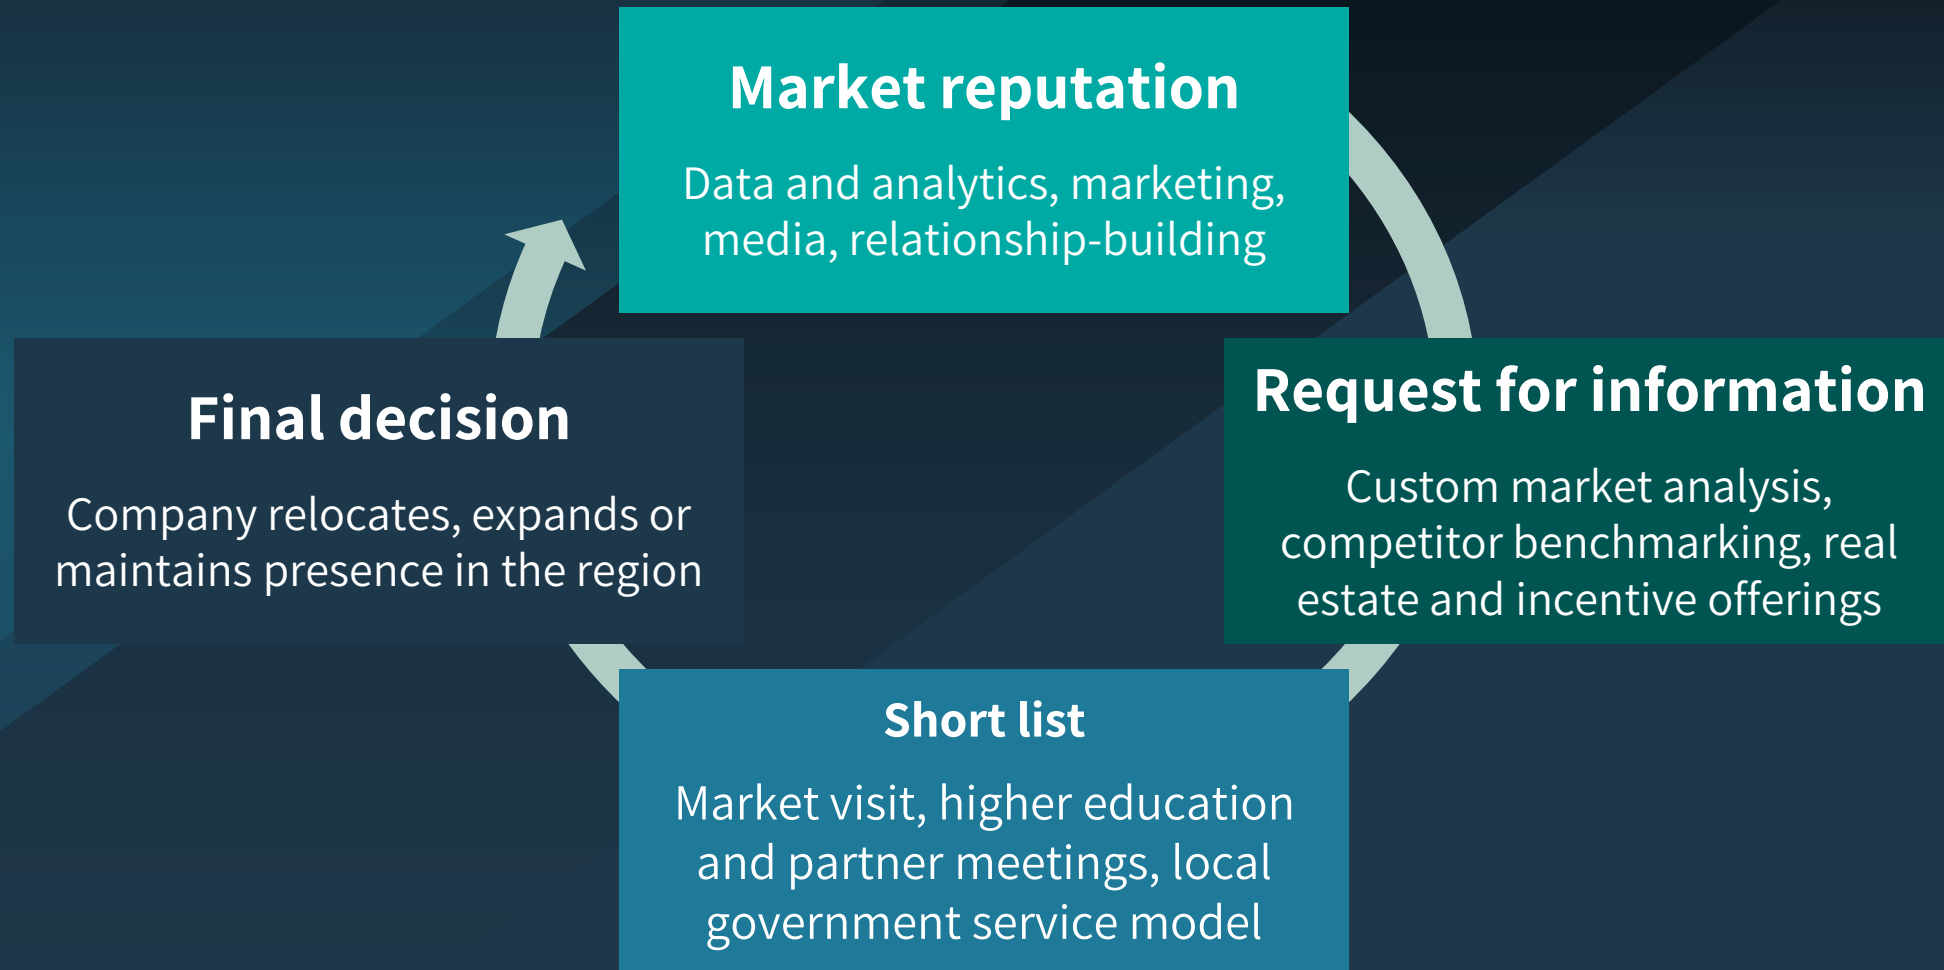 Market reputation
Data and analytics, marketing,
media, relationship-building
Request for information
Custom market analysis,
competitor benchmarking, real
estate and incentive offerings
Short list
Market visit, higher education
and partner meetings, local
government service model
Final decision
Company relocates, expands or
maintains presence in the region